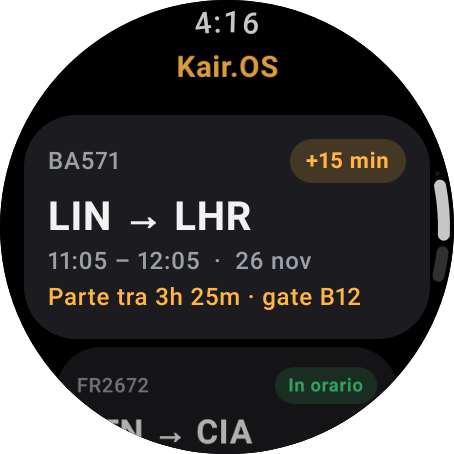 4:16
Kair.OS
BA571
+15 min
LIN → LHR
11:05 – 12:05 · 26 nov
Parte tra 3h 25m · gate B12
FR2672
In orario
→ CIA